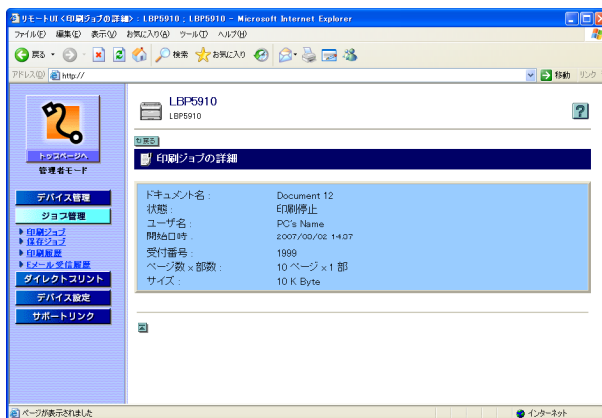 リモートUI <印刷ジョブの詳細> : LBP5910 ; LBP5910 - Microsoft Internet Explorer
ファイル(F) 編集(E) 表示(V) お気に入り(A) ツール(T) ヘルプ(H)
戻る 検索 お気に入り
アドレス(D) http:// 移動 リンク
LBP5910
LBP5910
トップページへ
管理者モード
戻る
印刷ジョブの詳細
デバイス管理
ジョブ管理
印刷ジョブ
保存ジョブ
印刷履歴
Eメール受信履歴
ダイレクトプリント
デバイス設定
サポートリンク
ドキュメント名 : Document 12
状態 : 印刷停止
ユーザ名 : PC's Name
開始日時 : 2007/00/02 14:07
受付番号 : 1999
ページ数 × 部数 : 10 ページ ×1 部
サイズ : 10 K Byte
ページが表示されました インターネット